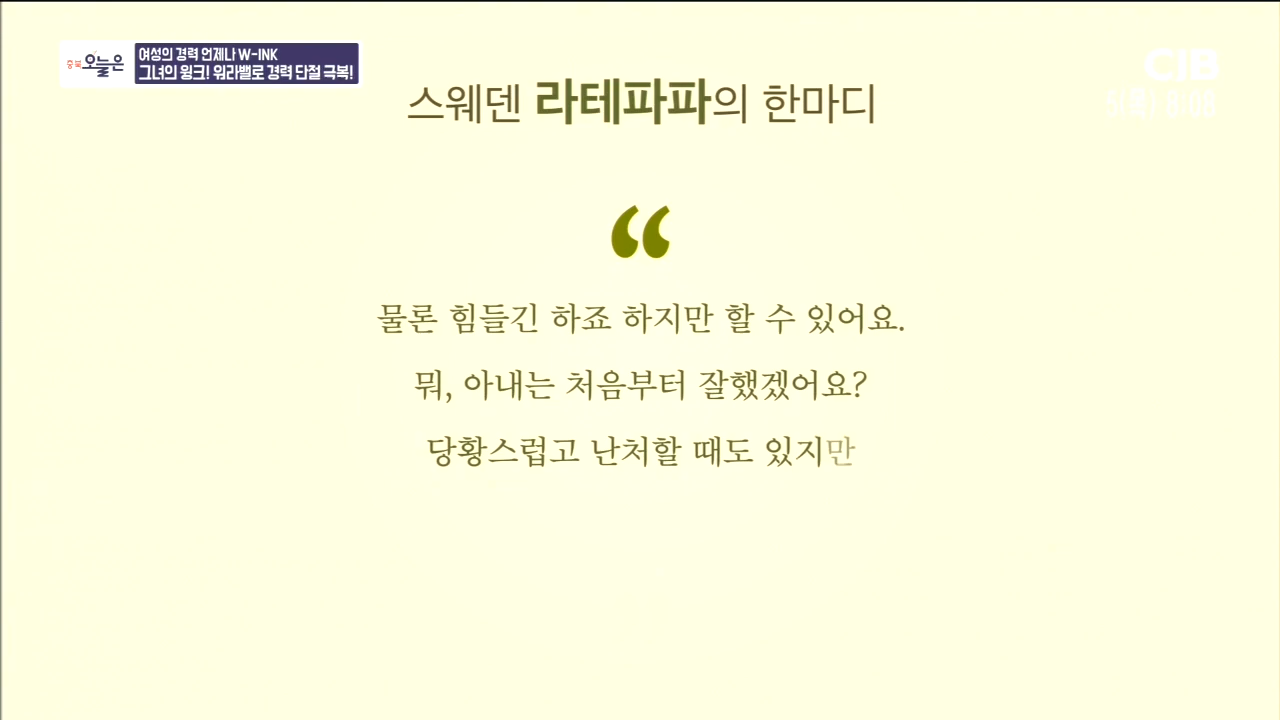 충북 오늘은
여성의 경력 언제나 W-INK
그녀의 윙크! 워라밸로 경력 단절 극복!
CIB
스웨덴 라테파파의 한마디
“
물론 힘들긴 하죠 하지만 할 수 있어요.
뭐, 아내는 처음부터 잘했겠어요?
당황스럽고 난처할 때도 있지만